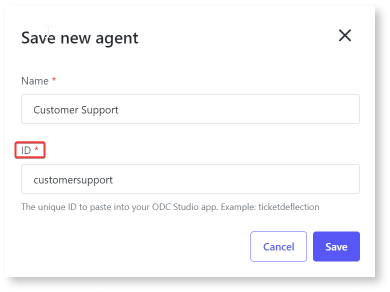 Save new agent
Name *
Customer Support
ID *
customersupport
The unique ID to paste into your ODC Studio app. Example: ticketdeflection
Cancel Save